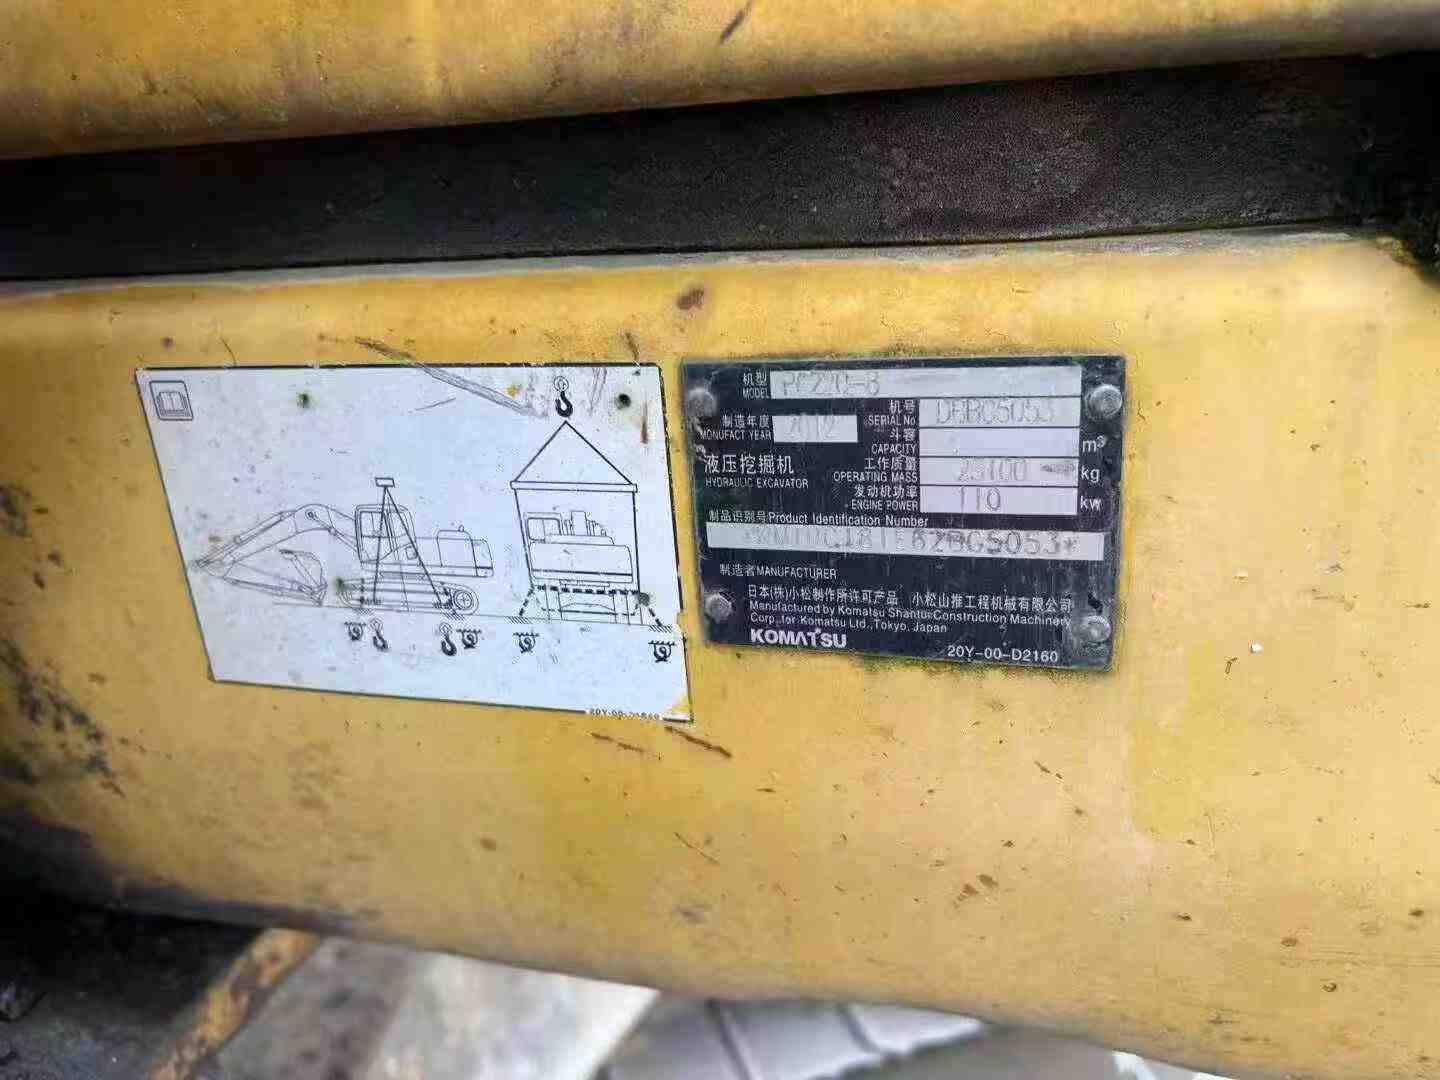 机型
MODEL
制造年度 2012
MONUFACT YEAR
机号
SERIAL No
斗容
CAPACITY m³
液压挖掘机
HYDRAULIC EXCAVATOR
工作质量
OPERATING MASS kg
发动机功率 110
ENGINE POWER kw
制品识别号Product Identification Number
制造者MANUFACTURER
日本(株)小松制作所许可产品 小松山推工程机械有限公司
Manufactured by Komatsu Shantui Construction Machinery
Corp.,for Komatsu Ltd.,Tokyo, Japan
KOMATSU
20Y-00-D2160